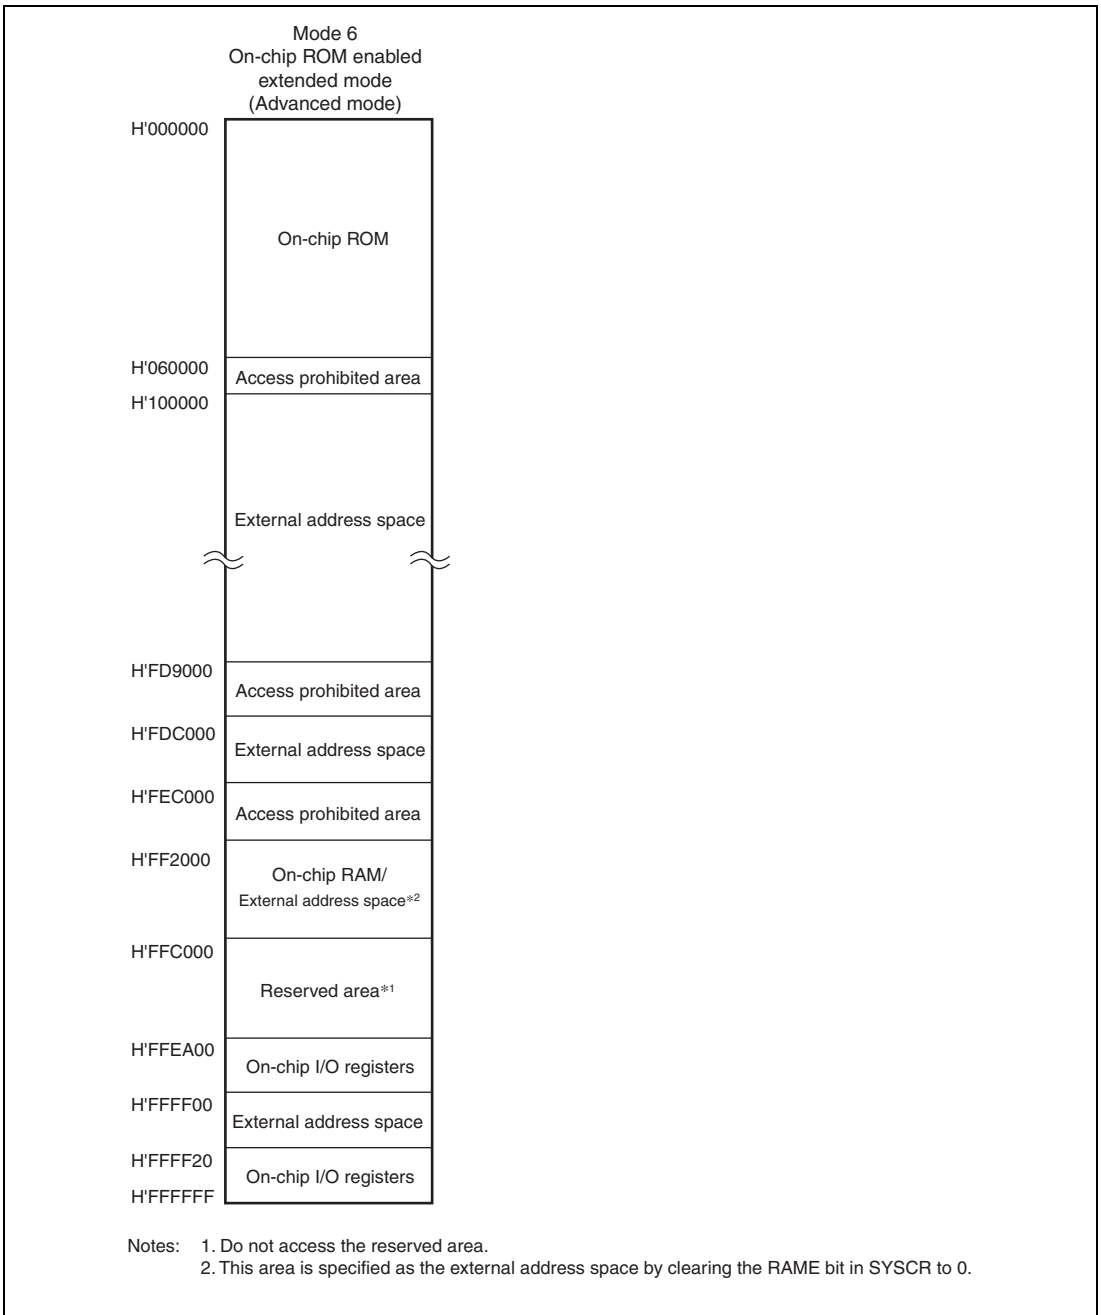 Mode 6
On-chip ROM enabled
extended mode
(Advanced mode)
H'000000
On-chip ROM
H'060000
Access prohibited area
H'100000
External address space
H'FD9000
Access prohibited area
H'FDC000
External address space
H'FEC000
Access prohibited area
H'FF2000
On-chip RAM/
External address space*2
H'FFC000
Reserved area*1
H'FFEA00
On-chip I/O registers
H'FFFF00
External address space
H'FFFF20
On-chip I/O registers
H'FFFFFF
Notes: 1. Do not access the reserved area.
2. This area is specified as the external address space by clearing the RAME bit in SYSCR to 0.